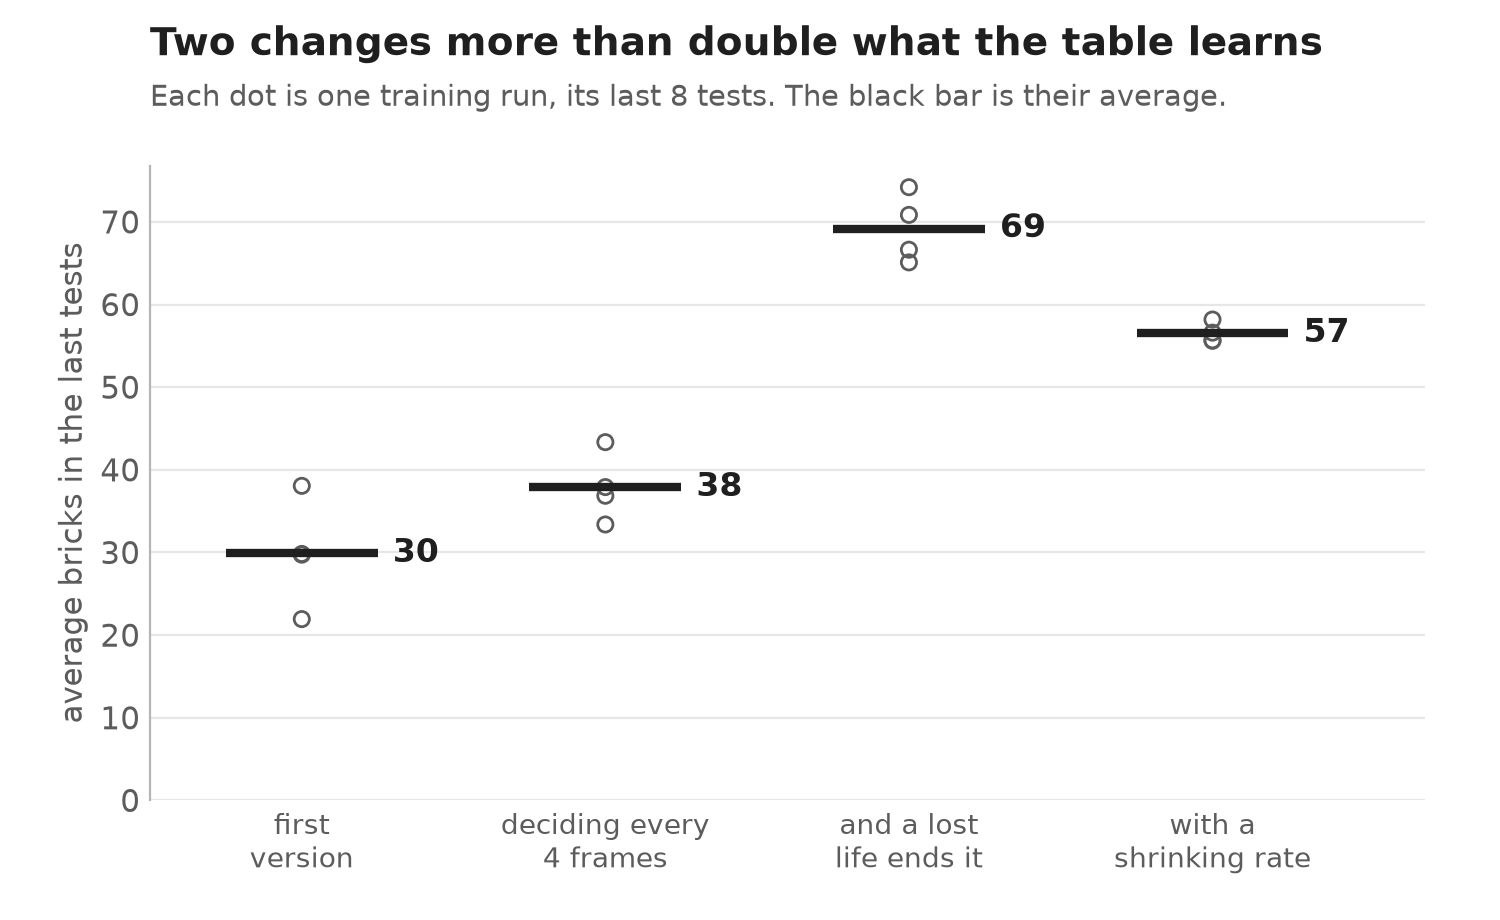 Two changes more than double what the table learns
Each dot is one training run, its last 8 tests. The black bar is their average.
average bricks in the last tests
70
60
50
40
30
20
10
0
30
38
69
57
first
version
deciding every
4 frames
and a lost
life ends it
with a
shrinking rate